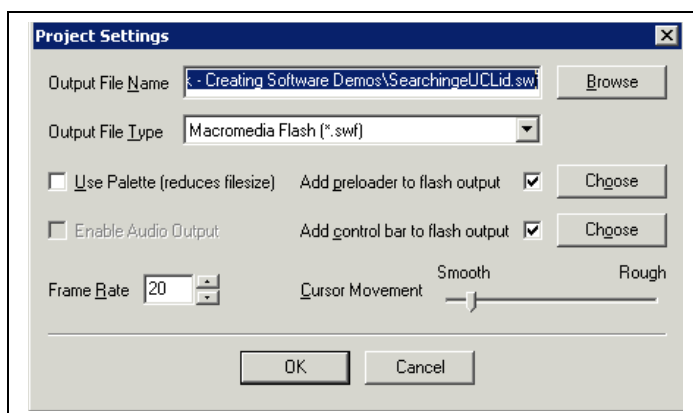 Project Settings
Output File Name k - Creating Software Demos\SearchingeUCLid.swf Browse
Output File Type Macromedia Flash (*.swf)
Use Palette (reduces filesize) Add preloader to flash output Choose
Enable Audio Output Add control bar to flash output Choose
Smooth Rough
Frame Rate 20 Cursor Movement
OK Cancel